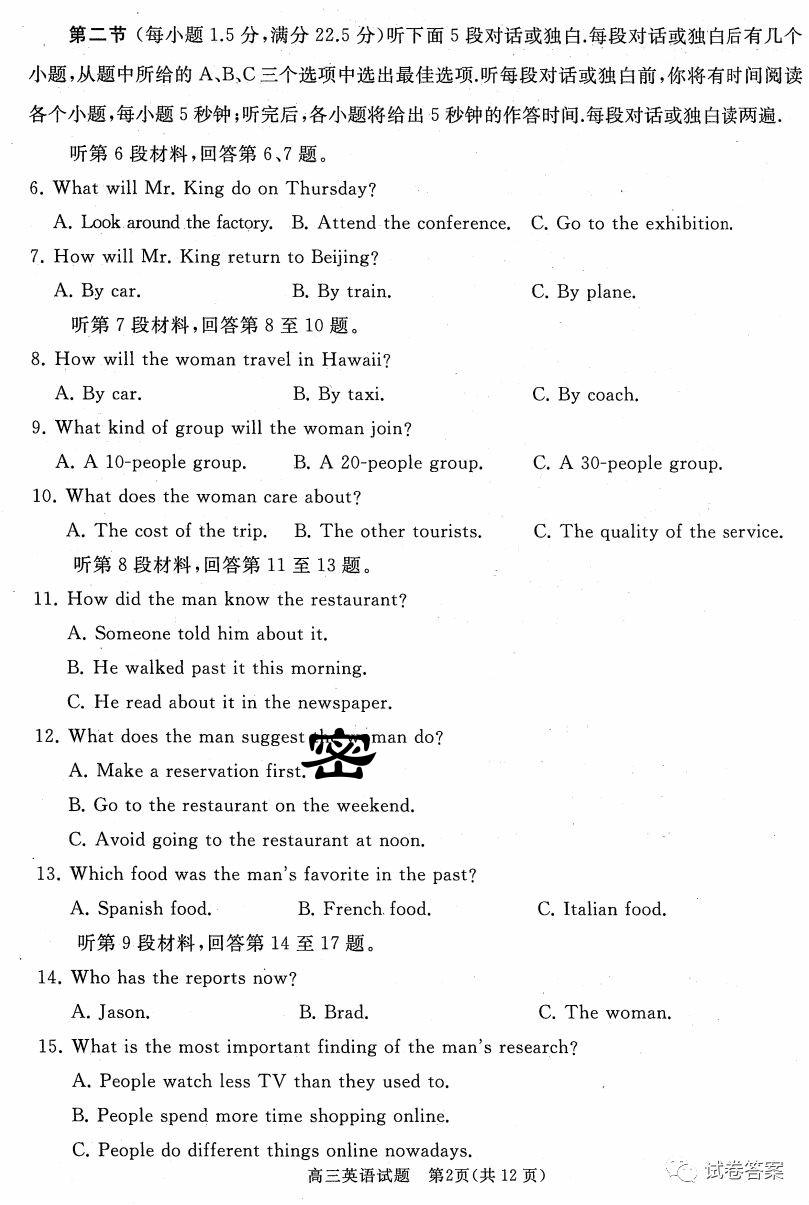 第二节 (每小题 1.5 分,满分 22.5 分)听下面 5 段对话或独白.每段对话或独白后有几个
小题,从题中所给的 A、B、C 三个选项中选出最佳选项.听每段对话或独白前,你将有时间阅读
各个小题,每小题 5 秒钟;听完后,各小题将给出 5 秒钟的作答时间.每段对话或独白读两遍.
听第 6 段材料,回答第 6、7 题。
6. What will Mr. King do on Thursday?
A. Look around the factory. B. Attend the conference. C. Go to the exhibition.
7. How will Mr. King return to Beijing?
A. By car. B. By train. C. By plane.
听第 7 段材料,回答第 8 至 10 题。
8. How will the woman travel in Hawaii?
A. By car. B. By taxi. C. By coach.
9. What kind of group will the woman join?
A. A 10-people group. B. A 20-people group. C. A 30-people group.
10. What does the woman care about?
A. The cost of the trip. B. The other tourists. C. The quality of the service.
听第 8 段材料,回答第 11 至 13 题。
11. How did the man know the restaurant?
A. Someone told him about it.
B. He walked past it this morning.
C. He read about it in the newspaper.
12. What does the man suggest the woman do?
密
A. Make a reservation first.
B. Go to the restaurant on the weekend.
C. Avoid going to the restaurant at noon.
13. Which food was the man's favorite in the past?
A. Spanish food. B. French food. C. Italian food.
听第 9 段材料,回答第 14 至 17 题。
14. Who has the reports now?
A. Jason. B. Brad. C. The woman.
15. What is the most important finding of the man's research?
A. People watch less TV than they used to.
B. People spend more time shopping online.
C. People do different things online nowadays.
高三英语试题 第2页(共 12 页)
试卷答案